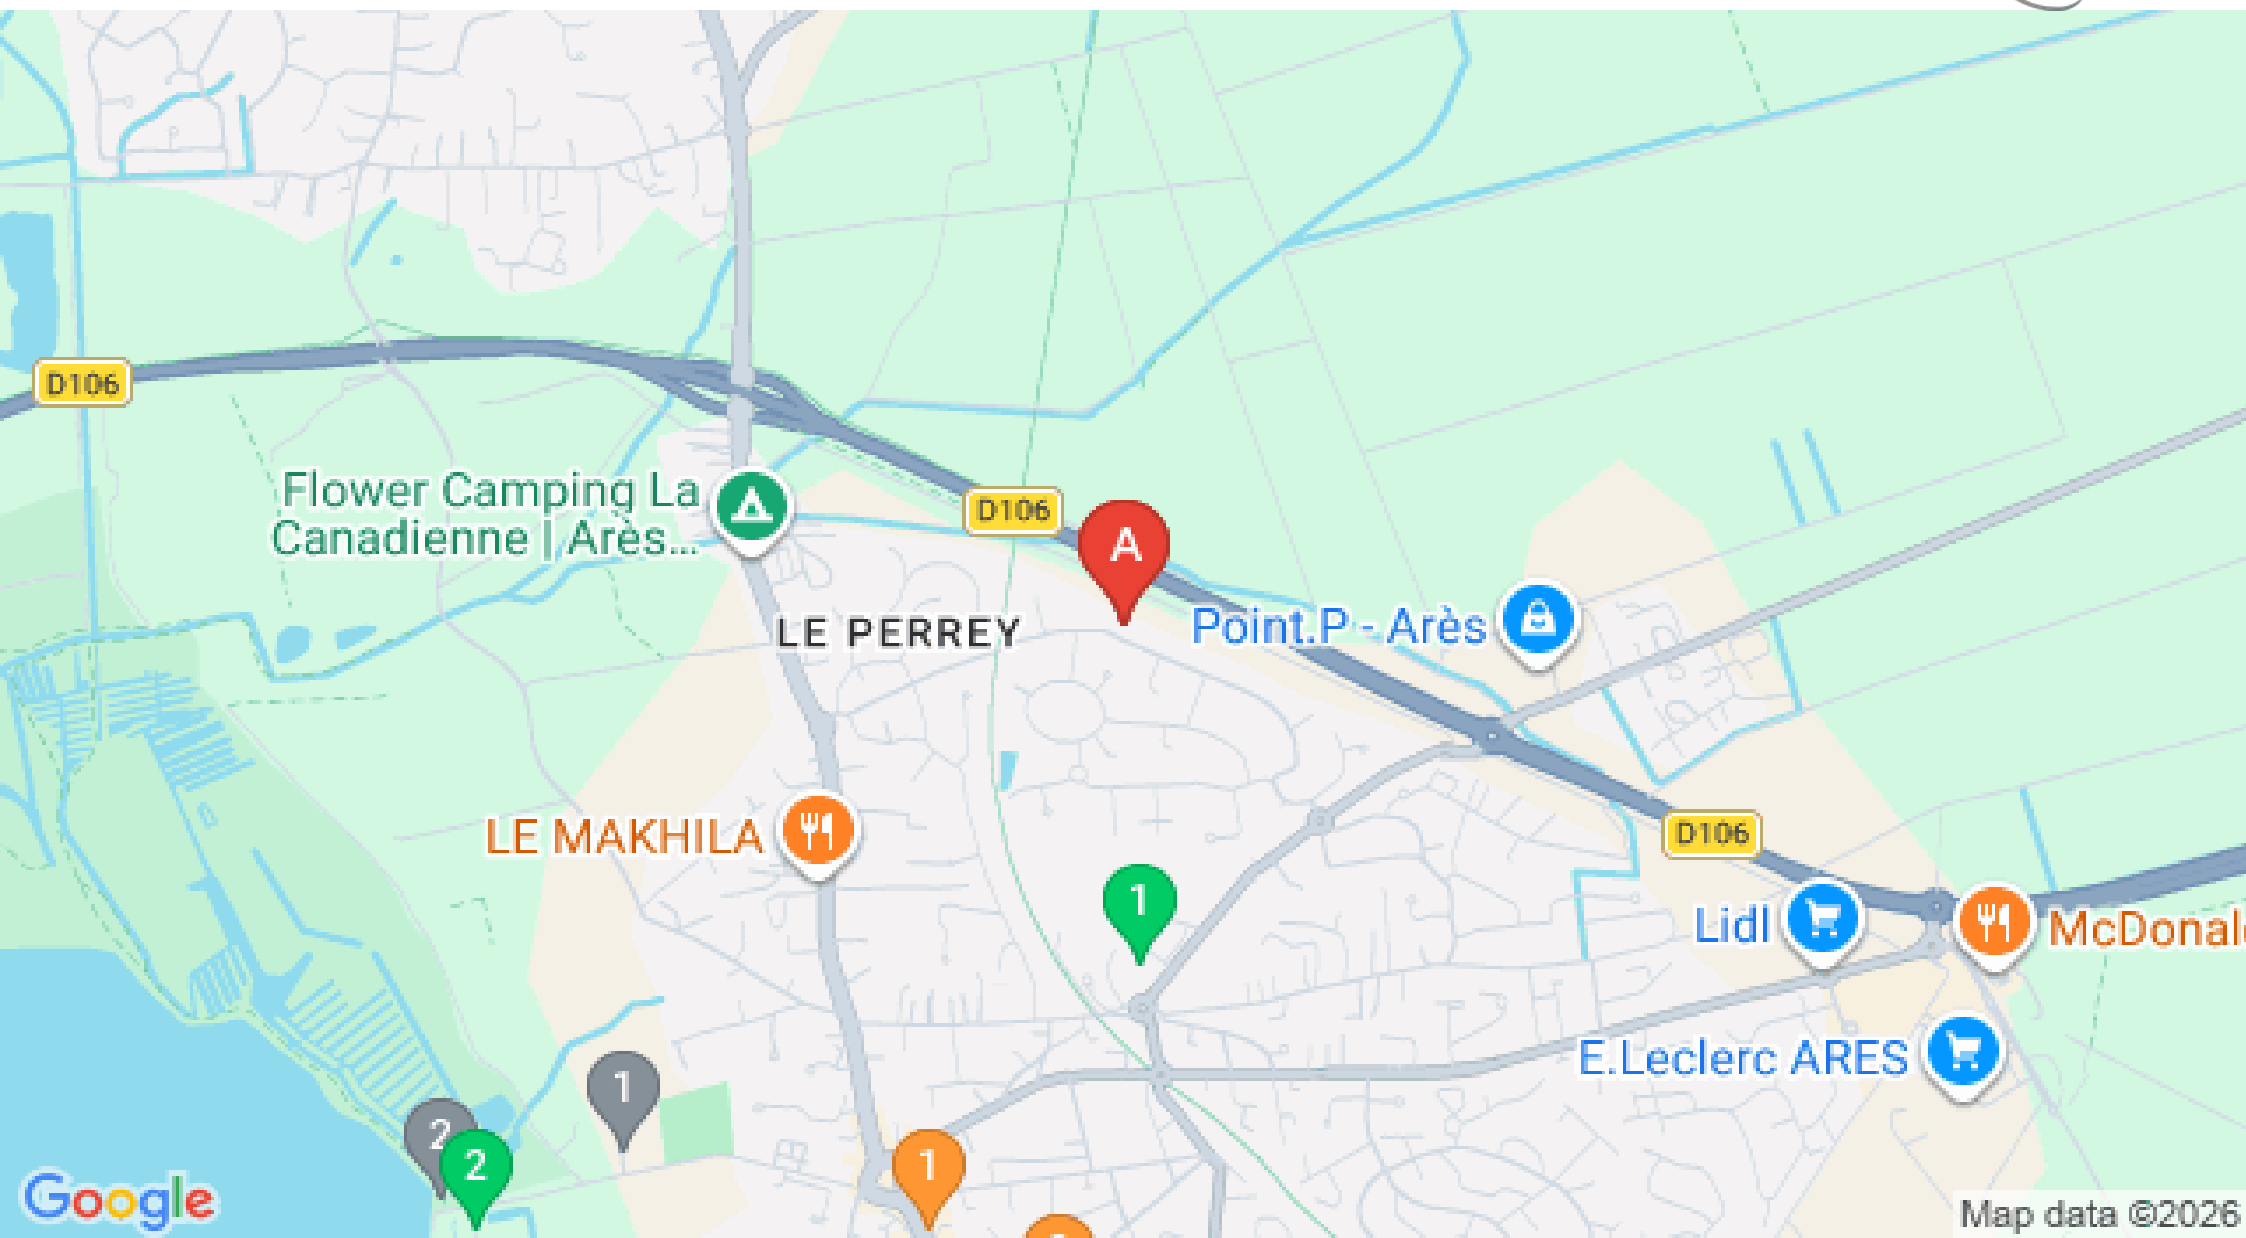 D106
Flower Camping La
Canadienne | Arès...
D106
A
LE PERREY
Point.P - Arès
LE MAKHILA
D106
1
Lidl
McDonal
E.Leclerc ARES
1
2
2
1
Google
Map data ©2026